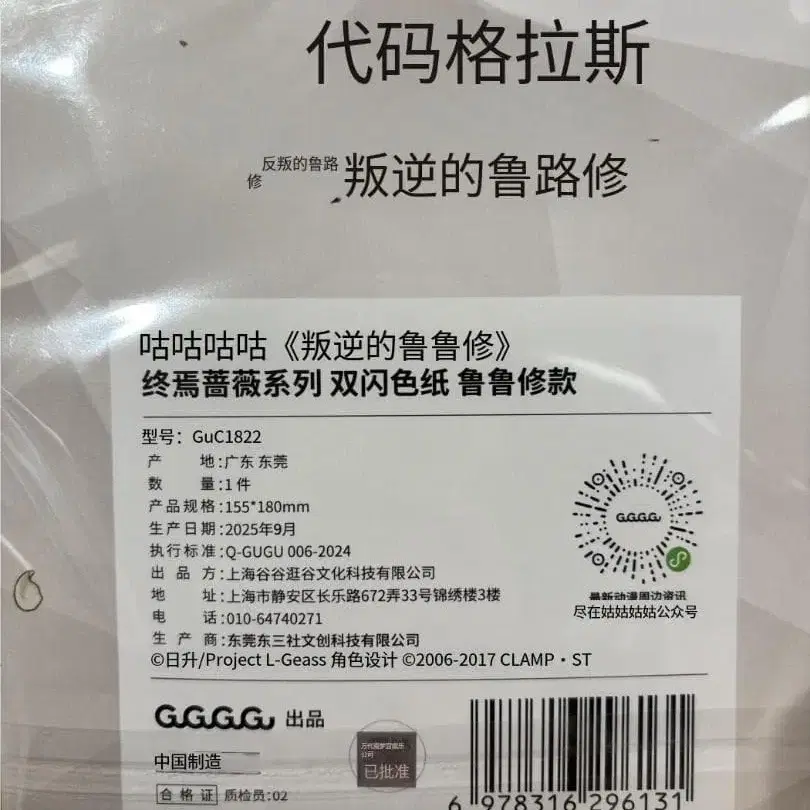 代码格拉斯
反叛的鲁路
修
叛逆的鲁路修
咕咕咕咕《叛逆的鲁鲁修》
终焉蔷薇系列 双闪色纸 鲁鲁修款
型号：GuC1822
产地:广东 东莞
数量:1 件
产品规格:155*180mm
生产日期:2025年9月
执行标准:Q-GUGU 006-2024
出品方:上海谷谷逛谷文化科技有限公司
地址:上海市静安区长乐路672弄33号锦绣楼3楼
电话:010-64740271
生产商:东莞东三社文创科技有限公司
©日升/Project L-Geass 角色设计 ©2006-2017 CLAMP・ST
GuGuGuGu
最新动漫周边资讯
尽在姑姑姑姑公众号
GuGuGuGu 出品
中国制造
合格证 质检员:02
已批准
6 978316 296131